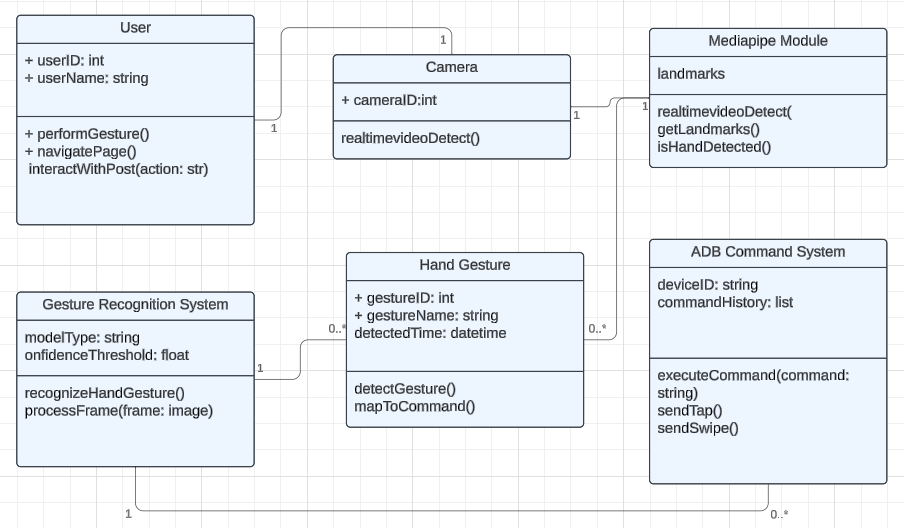 User
+ userID: int
+ userName: string
+ performGesture()
+ navigatePage()
interactWithPost(action: str)
1
1
Camera
+ cameraID:int
realtimevideoDetect()
1
1
Mediapipe Module
landmarks
realtimevideoDetect(
getLandmarks()
isHandDetected()
Gesture Recognition System
modelType: string
onfidenceThreshold: float
recognizeHandGesture()
processFrame(frame: image)
1
0..*
Hand Gesture
+ gestureID: int
+ gestureName: string
detectedTime: datetime
detectGesture()
mapToCommand()
0..*
ADB Command System
deviceID: string
commandHistory: list
executeCommand(command:
string)
sendTap()
sendSwipe()
1
0..*